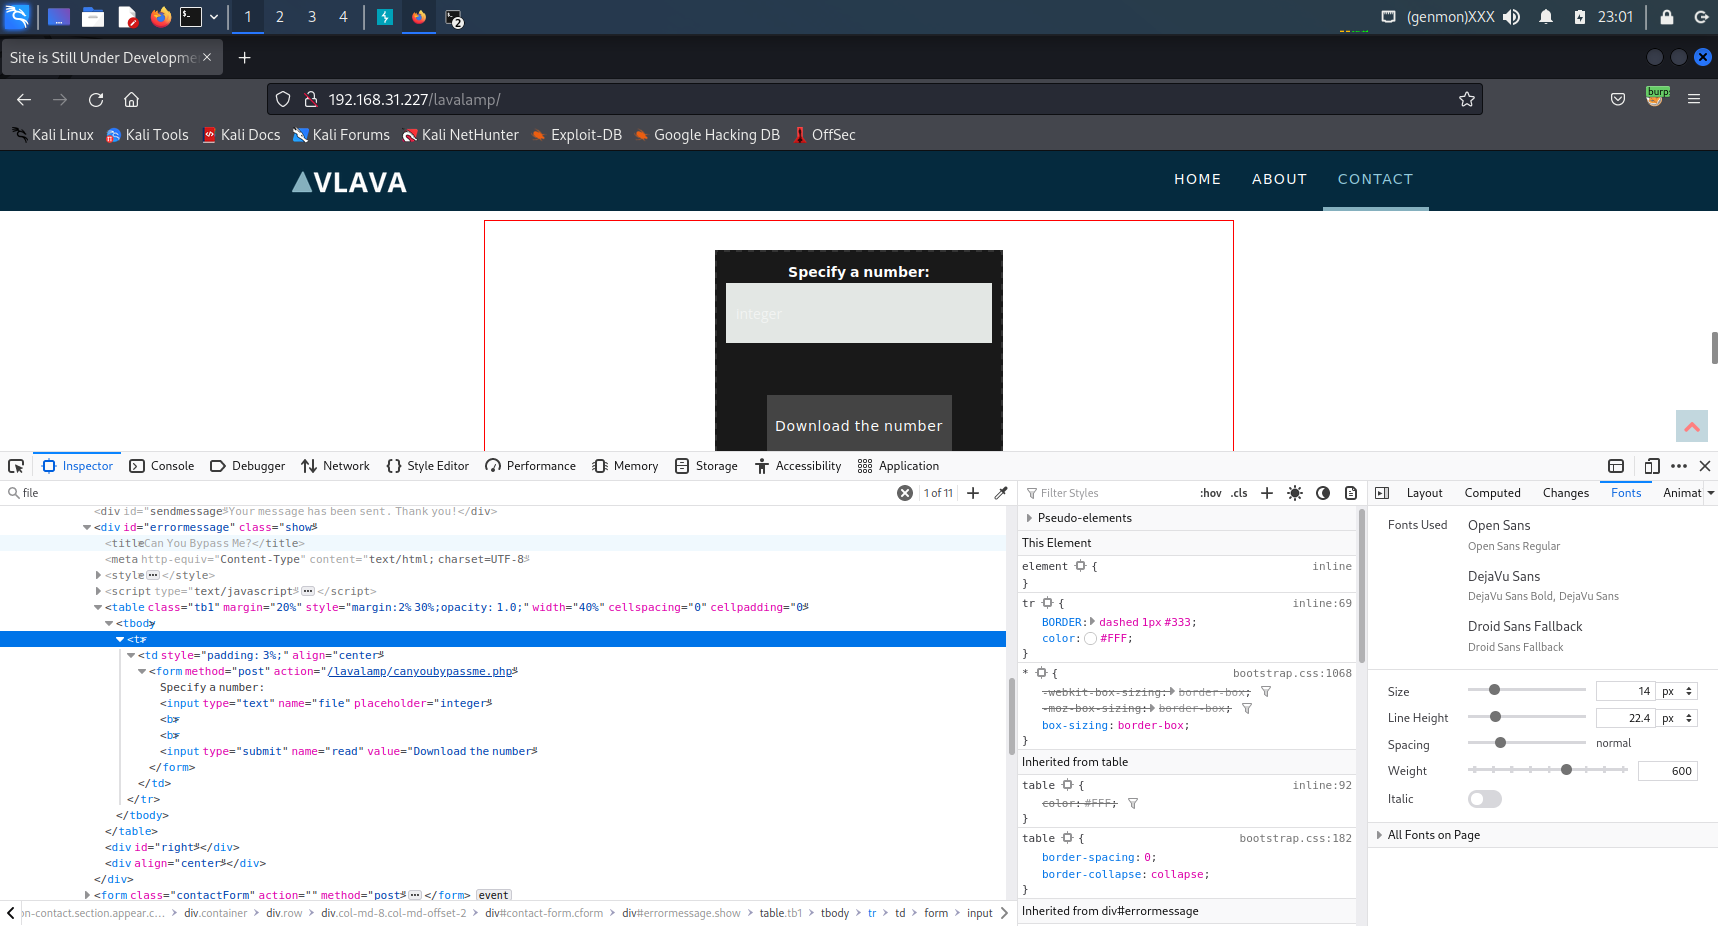 1 2 3 4 2 (genmon)XXX 23:01
Site is Still Under Developme
192.168.31.227/lavalamp/ burp
Kali Linux Kali Tools Kali Docs Kali Forums Kali NetHunter Exploit-DB Google Hacking DB OffSec
VLAVA HOME ABOUT CONTACT
Specify a number:
integer
Download the number
Inspector Console Debugger Network Style Editor Performance Memory Storage Accessibility Application
file 1 of 11
<div id="sendmessage Your message has been sent. Thank you!</div>
<div id="errormessage" class="show"
<title Can You Bypass Me?</title>
<meta http-equiv="Content-Type" content="text/html; charset=UTF-8"
<style </style>
<script type="text/javascript" </script>
<table class="tb1" margin="20%" style="margin:2% 30%;opacity: 1.0;" width="40%" cellspacing="0" cellpadding="0"
<tbody>
<tr>
<td style="padding: 3%;" align="center"
<form method="post" action="/lavalamp/canyoubypassme.php"
Specify a number:
<input type="text" name="file" placeholder="integer"
<br>
<br>
<input type="submit" name="read" value="Download the number"
</form>
</td>
</tr>
</tbody>
</table>
<div id="right"</div>
<div align="center"</div>
</div>
<form class="contactForm" action="" method="post" </form> event
on-contact.section.appear.c… div.container div.row div.col-md-8.col-md-offset-2 div#contact-form.cform div#errormessage.show table.tb1 tbody tr td form input
Filter Styles :hov .cls
Pseudo-elements
This Element
element { inline
}
tr { inline:69
BORDER: dashed 1px #333;
color: #FFF;
}
* { bootstrap.css:1068
-webkit-box-sizing: border-box;
-moz-box-sizing: border-box;
box-sizing: border-box;
}
Inherited from table
table { inline:92
color: #FFF;
}
table { bootstrap.css:182
border-spacing: 0;
border-collapse: collapse;
}
Inherited from div#errormessage
Layout Computed Changes Fonts Animat
Fonts Used Open Sans
Open Sans Regular
DejaVu Sans
DejaVu Sans Bold, DejaVu Sans
Droid Sans Fallback
Droid Sans Fallback
Size 14 px
Line Height 22.4 px
Spacing normal
Weight 600
Italic
All Fonts on Page